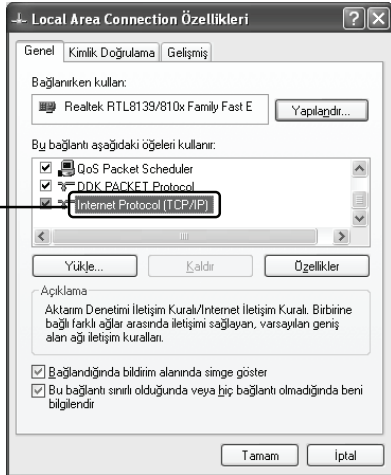 Local Area Connection Özellikleri
Genel Kimlik Doğrulama Gelişmiş
Bağlanırken kullan:
Realtek RTL8139/810x Family Fast E
Yapılandır...
Bu bağlantı aşağıdaki öğeleri kullanır:
QoS Packet Scheduler
DDK PACKET Protocol
Internet Protocol (TCP/IP)
Yükle... Kaldır Özellikler
Açıklama
Aktarım Denetimi İletişim Kuralı/Internet İletişim Kuralı. Birbirine
bağlı farklı ağlar arasında iletişimi sağlayan, varsayılan geniş
alan ağı iletişim kuralları.
Bağlandığında bildirim alanında simge göster
Bu bağlantı sınırlı olduğunda veya hiç bağlantı olmadığında beni
bilgilendir
Tamam İptal